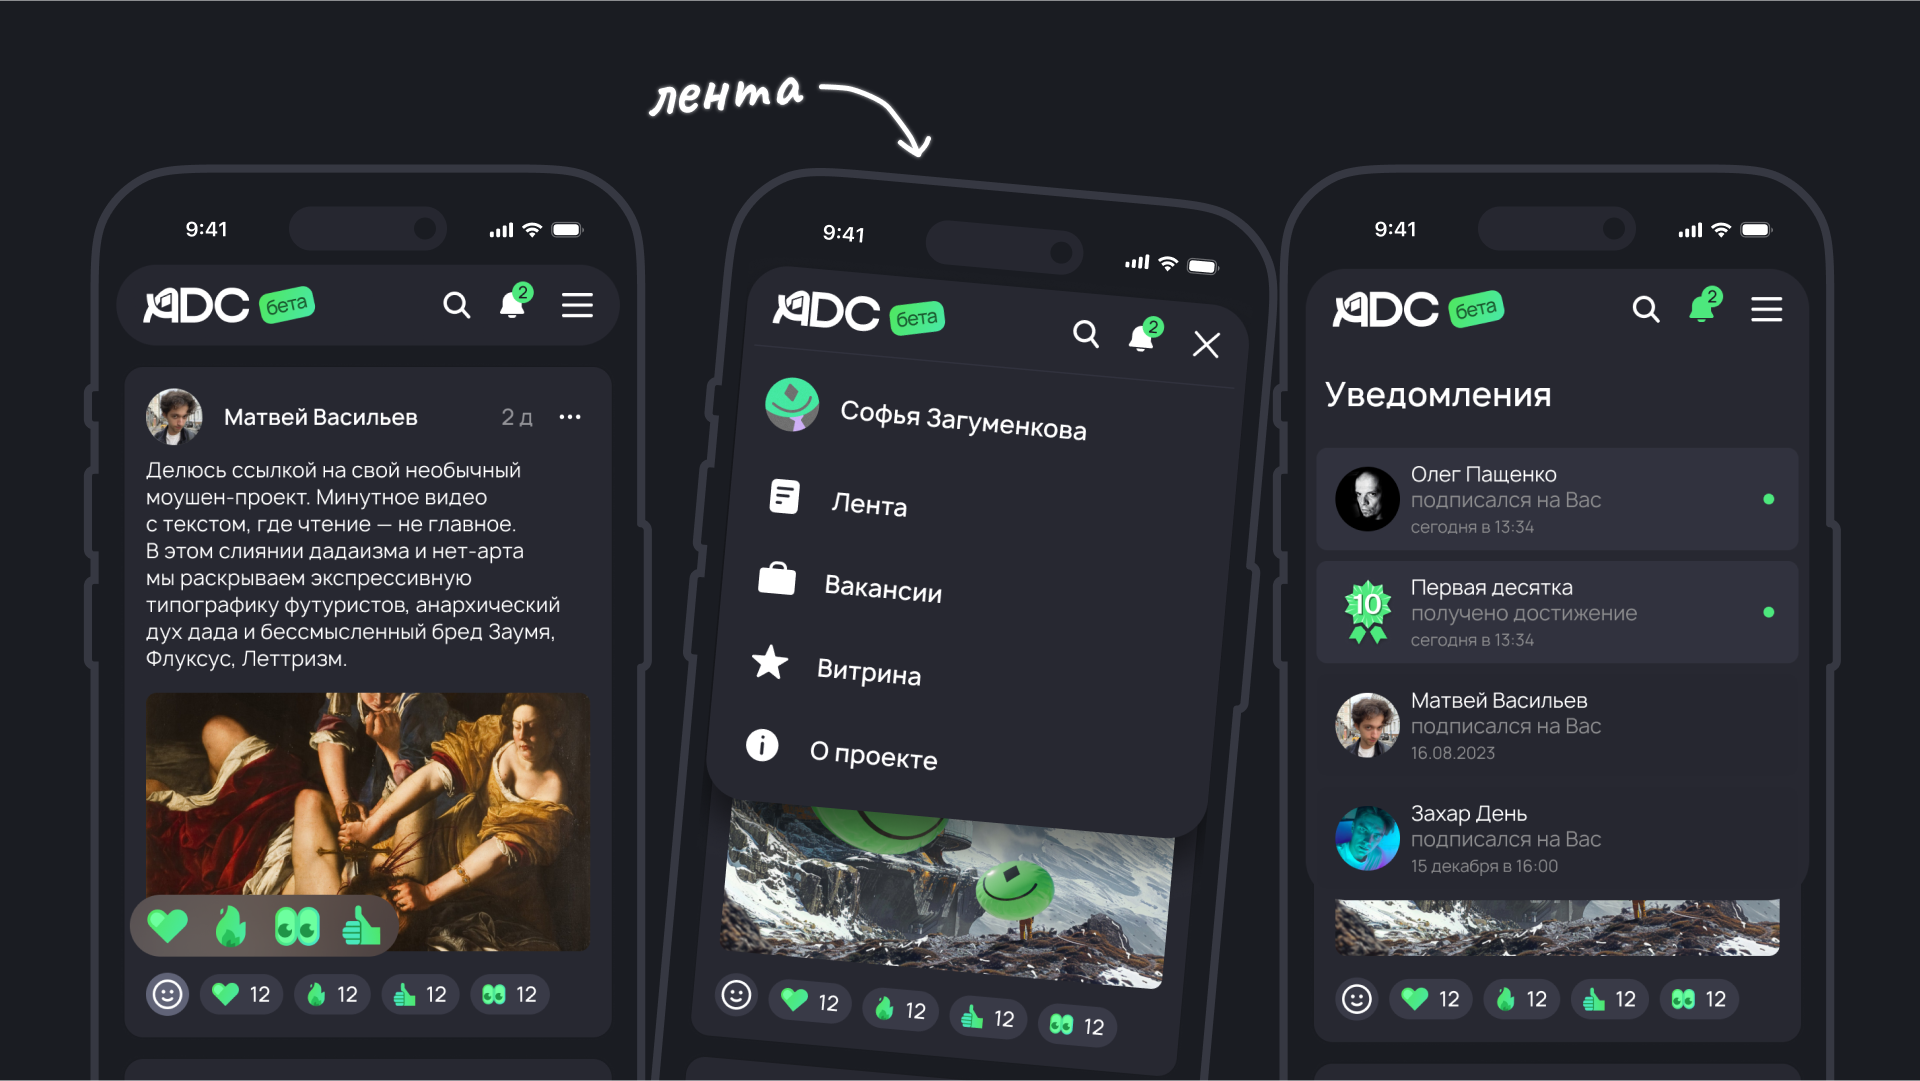 лента
9:41
ADC бета
2
Матвей Васильев 2 д
Делюсь ссылкой на свой необычный
моушен-проект. Минутное видео
с текстом, где чтение — не главное.
В этом слиянии дадаизма и нет-арта
мы раскрываем экспрессивную
типографику футуристов, анархический
дух дада и бессмысленный бред Заумя,
Флуксус, Леттризм.
12 12 12 12
9:41
ADC бета
2
Софья Загуменкова
Лента
Вакансии
Витрина
О проекте
12 12 12 12
9:41
ADC бета
2
Уведомления
Олег Пащенко
подписался на Вас
сегодня в 13:34
10
Первая десятка
получено достижение
сегодня в 13:34
Матвей Васильев
подписался на Вас
16.08.2023
Захар День
подписался на Вас
15 декабря в 16:00
12 12 12 12